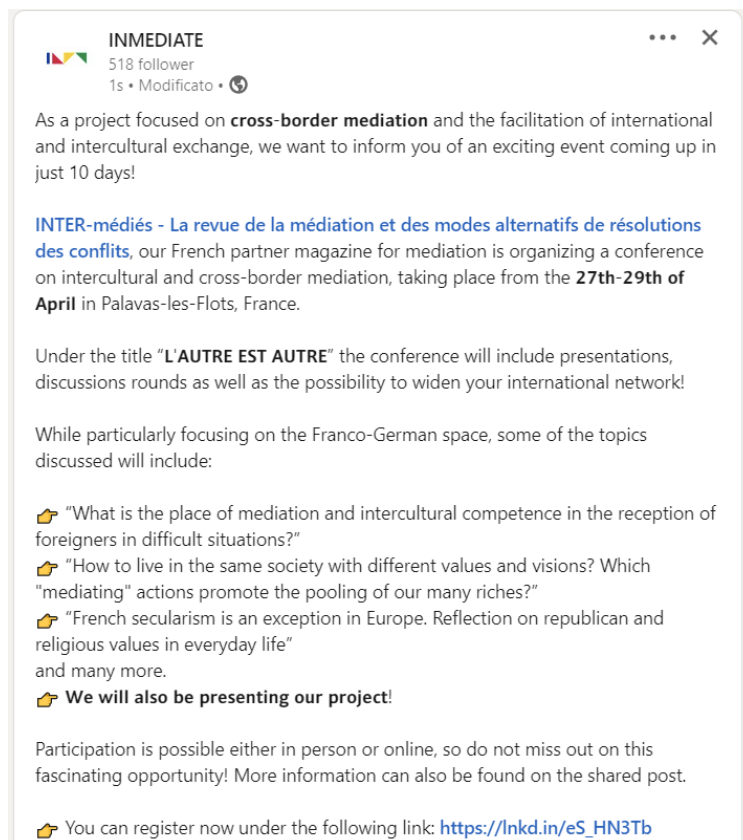 INMEDIATE
518 follower
1s • Modificato •
As a project focused on cross-border mediation and the facilitation of international
and intercultural exchange, we want to inform you of an exciting event coming up in
just 10 days!
INTER-médiés - La revue de la médiation et des modes alternatifs de résolutions
des conflits, our French partner magazine for mediation is organizing a conference
on intercultural and cross-border mediation, taking place from the 27th-29th of
April in Palavas-les-Flots, France.
Under the title “L'AUTRE EST AUTRE” the conference will include presentations,
discussions rounds as well as the possibility to widen your international network!
While particularly focusing on the Franco-German space, some of the topics
discussed will include:
👉 “What is the place of mediation and intercultural competence in the reception of
foreigners in difficult situations?”
👉 “How to live in the same society with different values and visions? Which
"mediating" actions promote the pooling of our many riches?”
👉 “French secularism is an exception in Europe. Reflection on republican and
religious values in everyday life”
and many more.
👉 We will also be presenting our project!
Participation is possible either in person or online, so do not miss out on this
fascinating opportunity! More information can also be found on the shared post.
👉 You can register now under the following link: https://lnkd.in/eS_HN3Tb